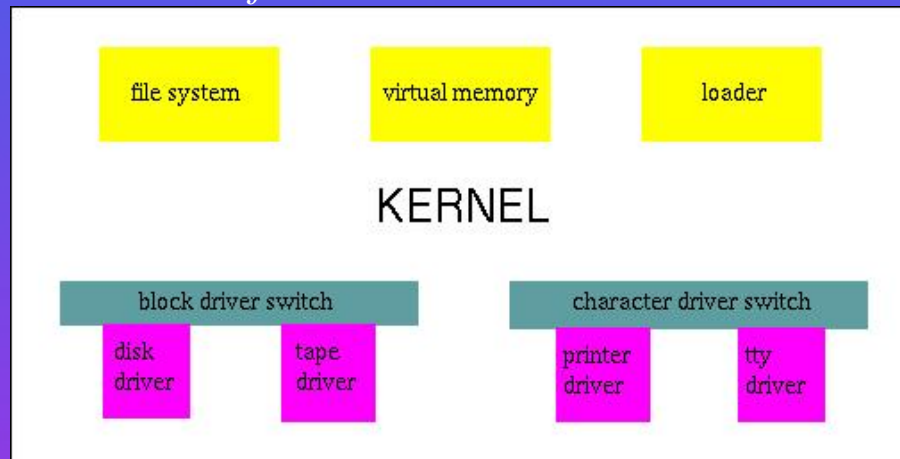 file system
virtual memory
loader
KERNEL
block driver switch
character driver switch
disk
driver
tape
driver
printer
driver
tty
driver